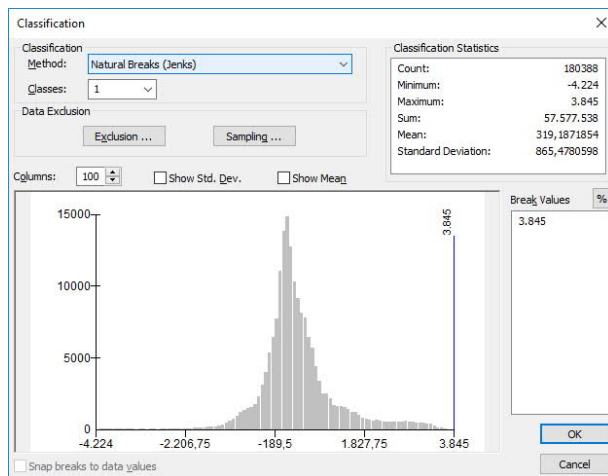 Classification
Classification
Method:
Natural Breaks (Jenks)
Classes:
1
Data Exclusion
Exclusion ...
Sampling ...
Classification Statistics
Count: 180388
Minimum: -4.224
Maximum: 3.845
Sum: 57.577.538
Mean: 319,1871854
Standard Deviation: 865,4780598
Columns:
100
Show Std. Dev.
Show Mean
Break Values
%
3.845
15000
10000
5000
0
-4.224
-2.206,75
-189,5
1.827,75
3.845
3.845
Snap breaks to data values
OK
Cancel